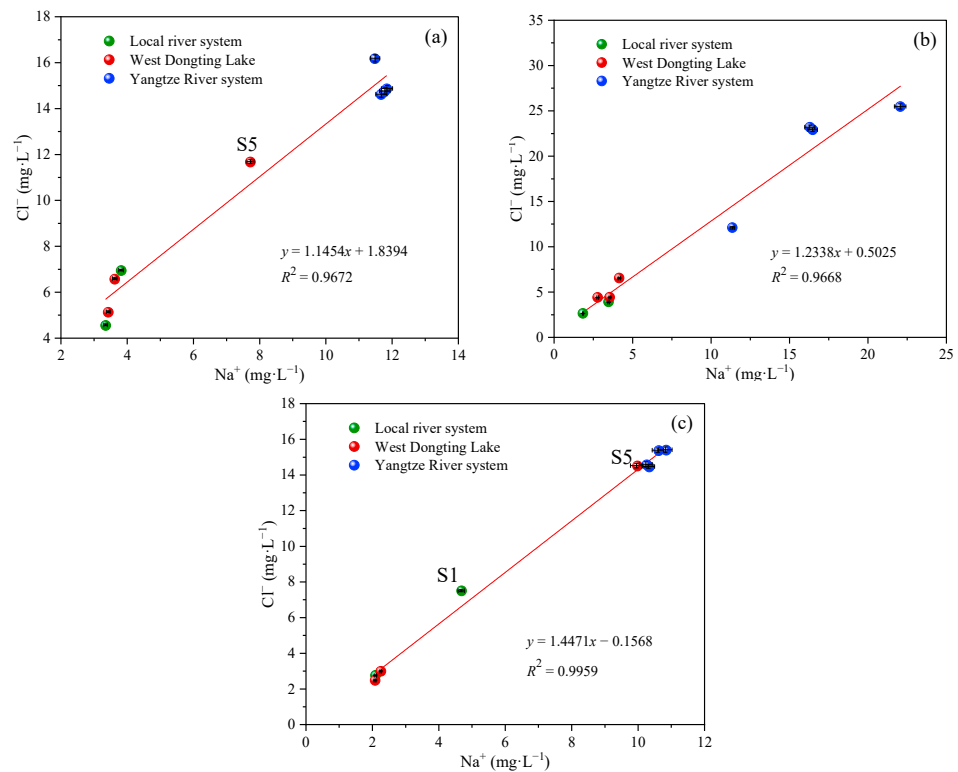 (a)
Local river system
West Dongting Lake
Yangtze River system
S5
y = 1.1454x + 1.8394
R² = 0.9672
Cl⁻ (mg·L⁻¹)
18
16
14
12
10
8
6
4
2 4 6 8 10 12 14
Na⁺ (mg·L⁻¹)
(b)
Local river system
West Dongting Lake
Yangtze River system
y = 1.2338x + 0.5025
R² = 0.9668
Cl⁻ (mg·L⁻¹)
35
30
25
20
15
10
5
0
0 5 10 15 20 25
Na⁺ (mg·L⁻¹)
(c)
Local river system
West Dongting Lake
Yangtze River system
S5
S1
y = 1.4471x − 0.1568
R² = 0.9959
Cl⁻ (mg·L⁻¹)
18
16
14
12
10
8
6
4
2
0
0 2 4 6 8 10 12
Na⁺ (mg·L⁻¹)